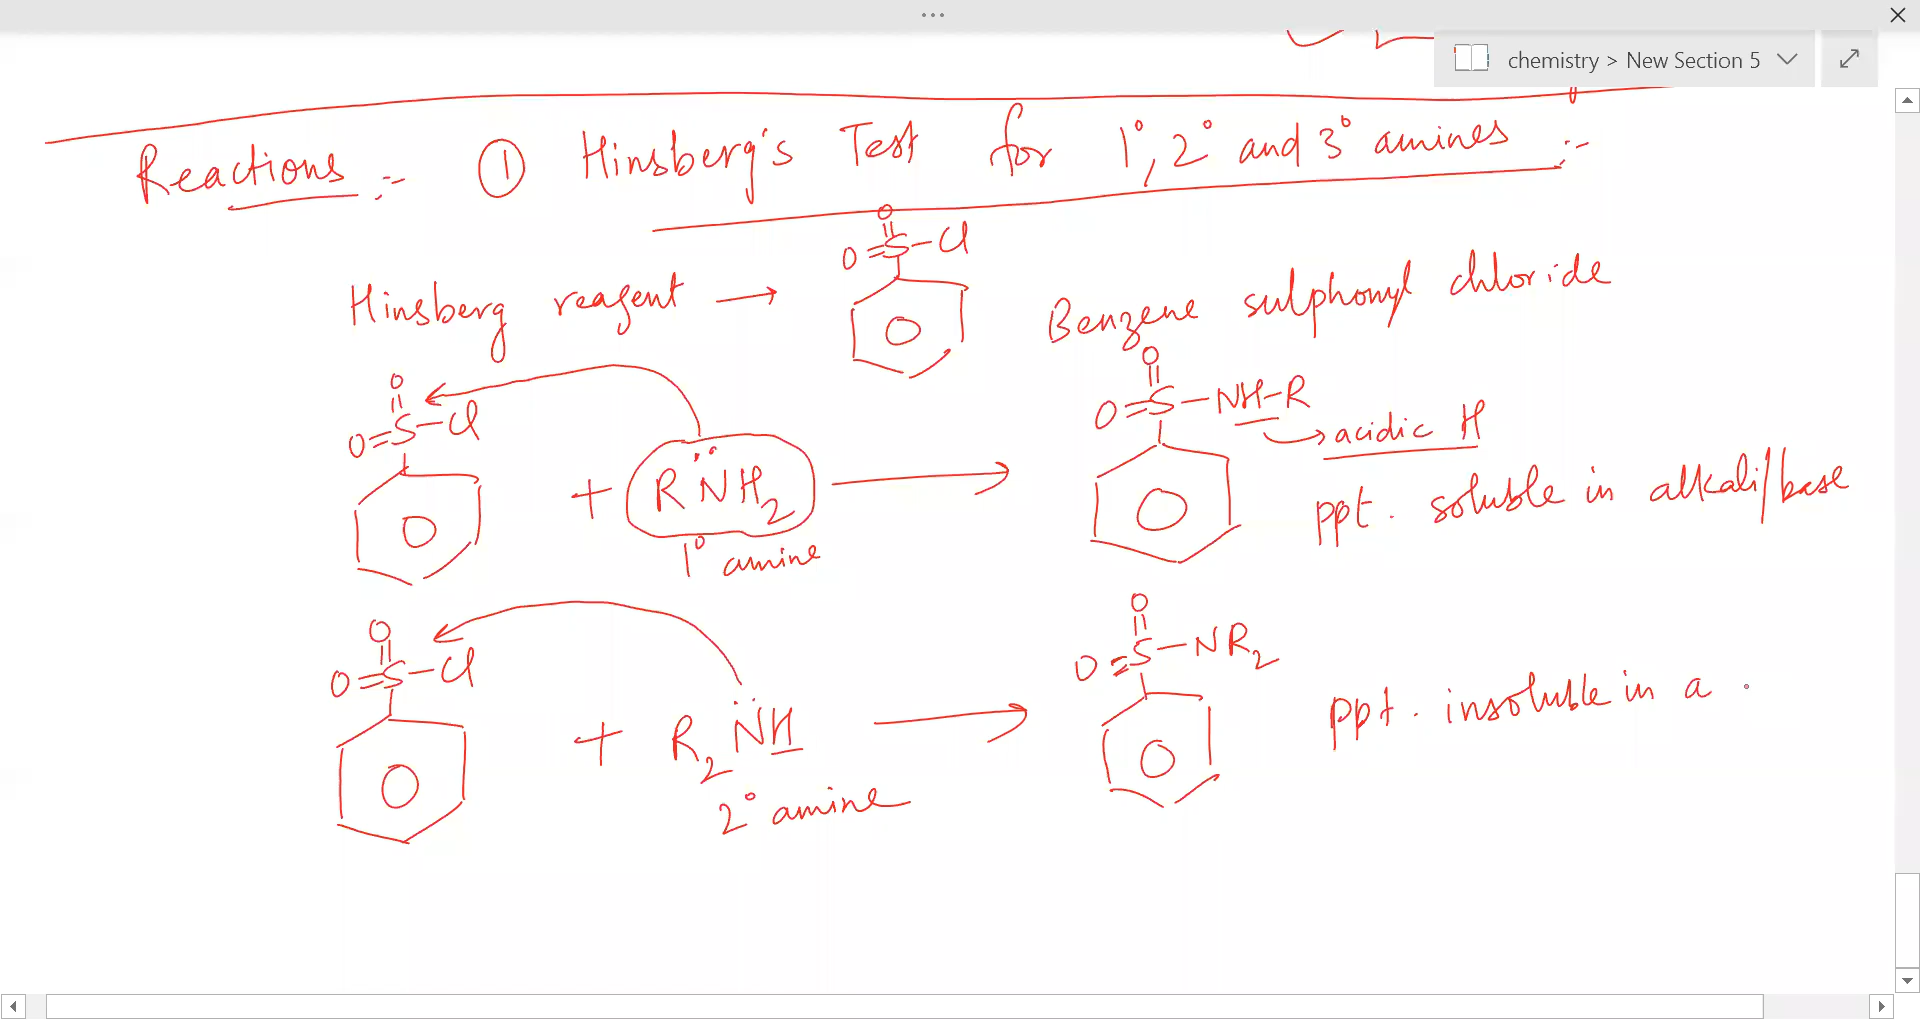 chemistry > New Section 5
Reactions :- ① Hinsberg's Test for 1°, 2° and 3° amines :-
O
O=S-Cl
Hinsberg reagent → Benzene sulphonyl chloride
O
O=S-Cl + RNH2 → O=S-NH-R
O
→ acidic H
1° amine
ppt. soluble in alkali/base
O
O=S-Cl + R2NH → O=S-NR2
O
2° amine
ppt. insoluble in a